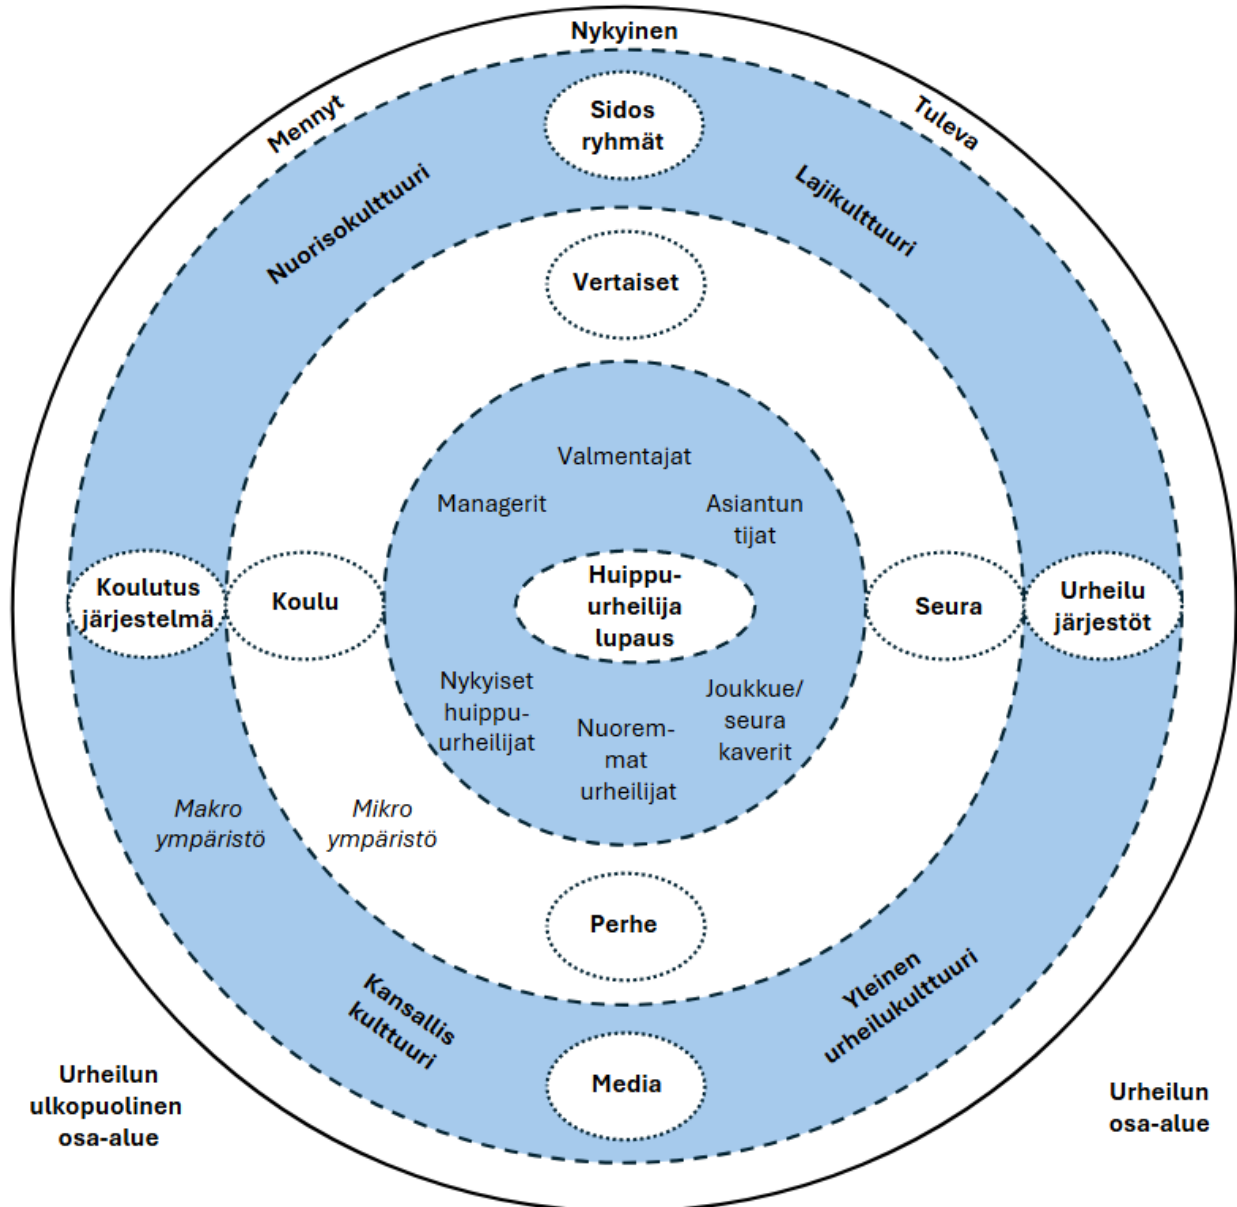 Nykyinen
Mennyt
Tuleva
Sidos
ryhmät
Nuorisokulttuuri
Lajikulttuuri
Vertaiset
Valmentajat
Managerit
Asiantun
tijat
Koulutus
järjestelmä
Koulu
Huippu-
urheilija
lupaus
Seura
Urheilu
järjestöt
Nykyiset
huippu-
urheilijat
Nuorem-
mat
urheilijat
Joukkue/
seura
kaverit
Makro
ympäristö
Mikro
ympäristö
Perhe
Kansallis
kulttuuri
Yleinen
urheilukulttuuri
Media
Urheilun
ulkopuolinen
osa-alue
Urheilun
osa-alue